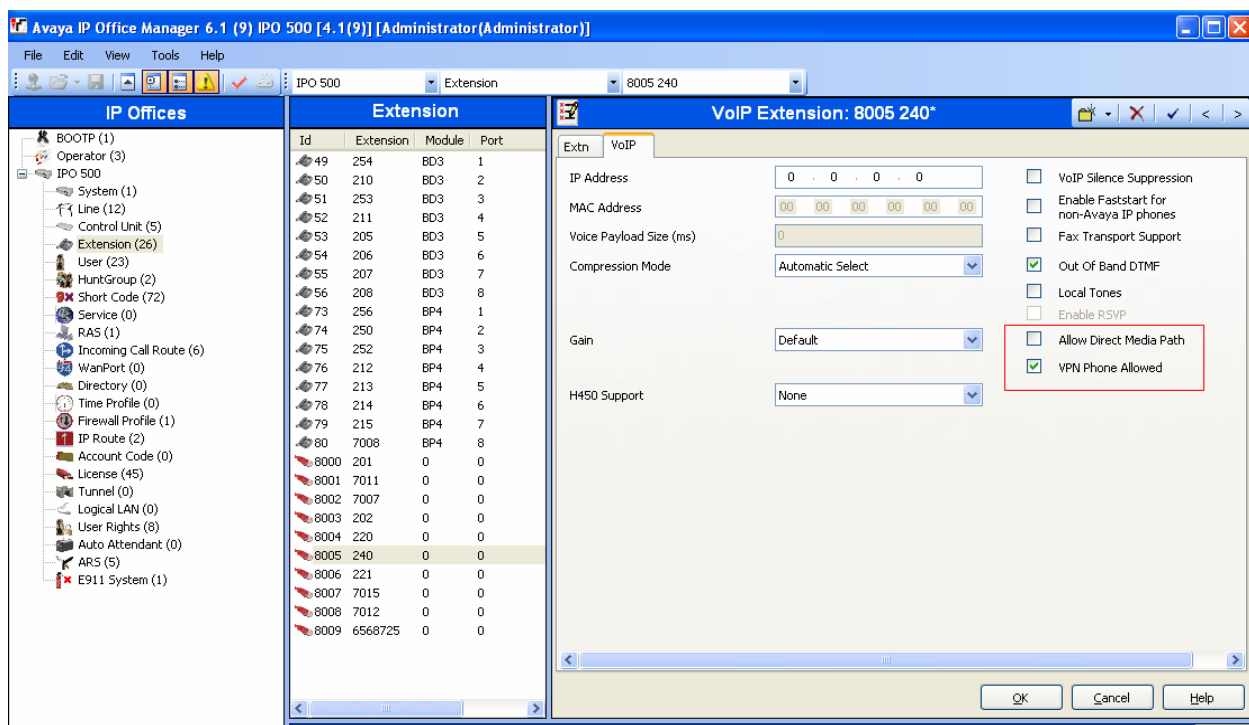 Avaya IP Office Manager 6.1 (9) IPO 500 [4.1(9)] [Administrator(Administrator)]
File Edit View Tools Help
IPO 500 Extension 8005 240
IP Offices
BOOTP (1)
Operator (3)
IPO 500
System (1)
Line (12)
Control Unit (5)
Extension (26)
User (23)
HuntGroup (2)
Short Code (72)
Service (0)
RAS (1)
Incoming Call Route (6)
WanPort (0)
Directory (0)
Time Profile (0)
Firewall Profile (1)
IP Route (2)
Account Code (0)
License (45)
Tunnel (0)
Logical LAN (0)
User Rights (8)
Auto Attendant (0)
ARS (5)
E911 System (1)
Extension
Id Extension Module Port
49 254 BD3 1
50 210 BD3 2
51 253 BD3 3
52 211 BD3 4
53 205 BD3 5
54 206 BD3 6
55 207 BD3 7
56 208 BD3 8
73 256 BP4 1
74 250 BP4 2
75 252 BP4 3
76 212 BP4 4
77 213 BP4 5
78 214 BP4 6
79 215 BP4 7
80 7008 BP4 8
8000 201 0 0
8001 7011 0 0
8002 7007 0 0
8003 202 0 0
8004 220 0 0
8005 240 0 0
8006 221 0 0
8007 7015 0 0
8008 7012 0 0
8009 6568725 0 0
VoIP Extension: 8005 240*
Extn VoIP
IP Address 0 . 0 . 0 . 0
MAC Address 00 00 00 00 00 00
Voice Payload Size (ms) 0
Compression Mode Automatic Select
Gain Default
H450 Support None
VoIP Silence Suppression
Enable Faststart for
non-Avaya IP phones
Fax Transport Support
Out Of Band DTMF
Local Tones
Enable RSVP
Allow Direct Media Path
VPN Phone Allowed
OK Cancel Help